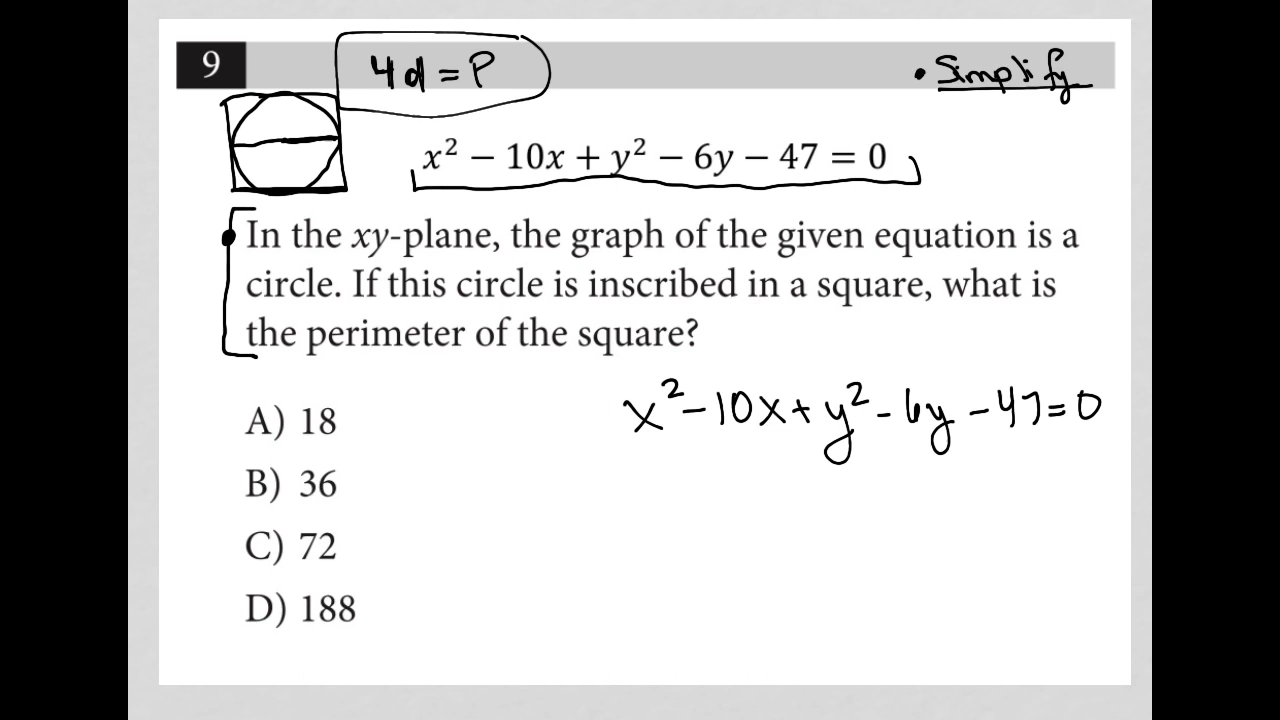 9
4d = P
• Simplify
x² − 10x + y² − 6y − 47 = 0
In the xy-plane, the graph of the given equation is a
circle. If this circle is inscribed in a square, what is
the perimeter of the square?
x² - 10x + y² - 6y - 47 = 0
A) 18
B) 36
C) 72
D) 188